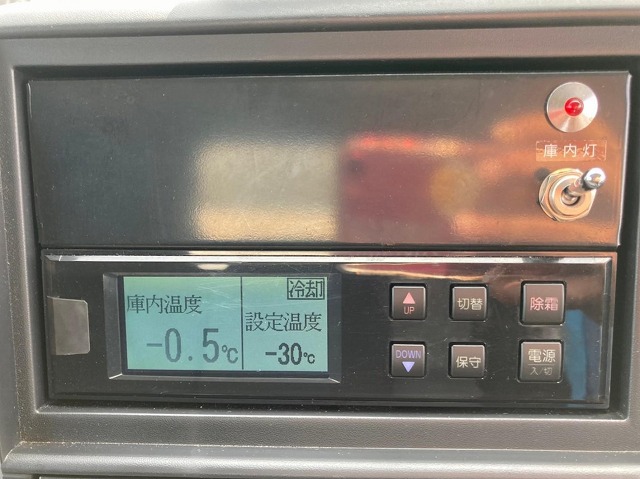 庫内灯
冷却
庫内温度
-0.5℃
設定温度
-30℃
▲
UP
切替
除霜
DOWN
▼
保守
電源
入/切